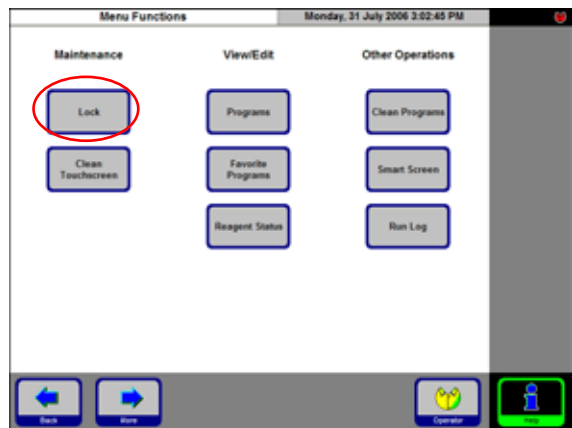 Menu Functions
Monday, 31 July 2006 3:02:45 PM
Maintenance
View/Edit
Other Operations
Lock
Programs
Clean Programs
Clean
Touchscreen
Favorite
Programs
Smart Screen
Reagent Status
Run Log
Back
More
Operator
Help